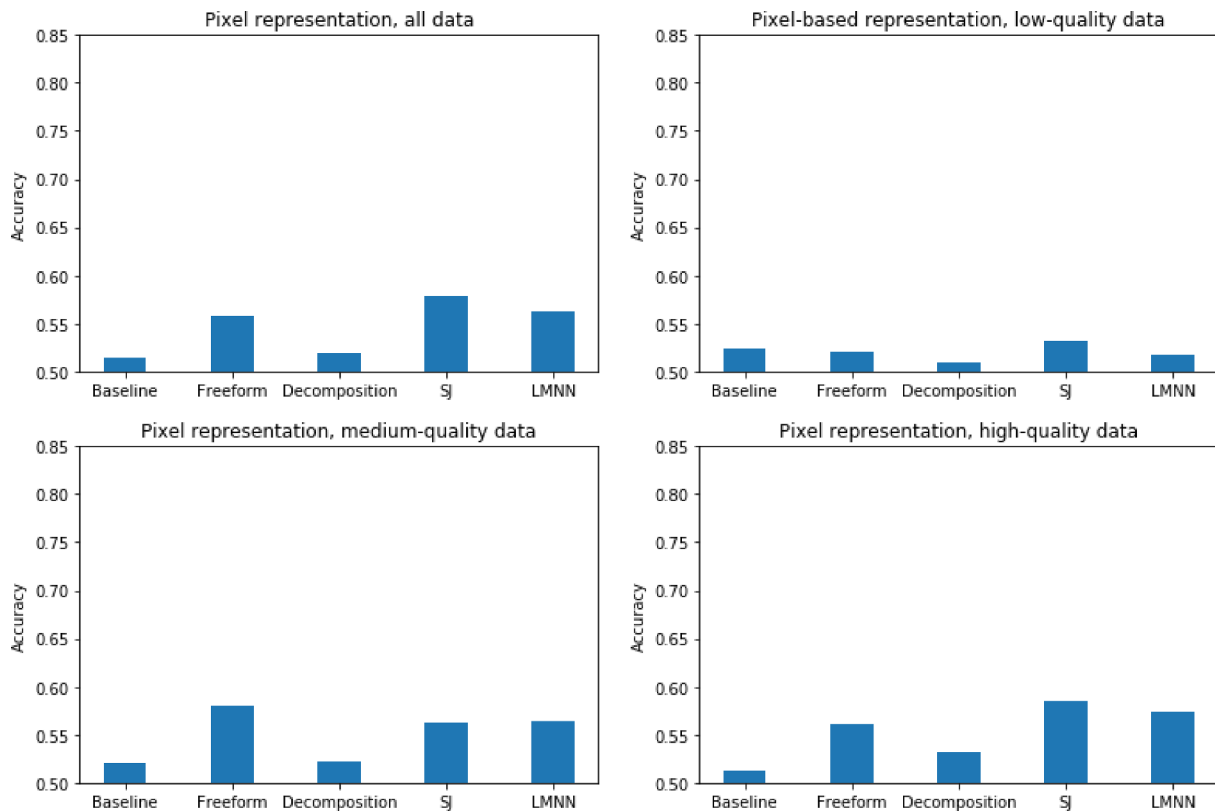 Pixel representation, all data
0.85
0.80
0.75
0.70
0.65
0.60
0.55
0.50
Accuracy
Baseline Freeform Decomposition SJ LMNN
Pixel-based representation, low-quality data
0.85
0.80
0.75
0.70
0.65
0.60
0.55
0.50
Accuracy
Baseline Freeform Decomposition SJ LMNN
Pixel representation, medium-quality data
0.85
0.80
0.75
0.70
0.65
0.60
0.55
0.50
Accuracy
Baseline Freeform Decomposition SJ LMNN
Pixel representation, high-quality data
0.85
0.80
0.75
0.70
0.65
0.60
0.55
0.50
Accuracy
Baseline Freeform Decomposition SJ LMNN